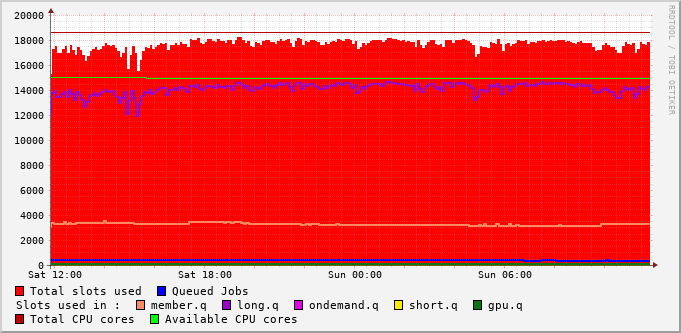 20000
18000
16000
14000
12000
10000
8000
6000
4000
2000
0
Sat 12:00 Sat 18:00 Sun 00:00 Sun 06:00
RRDTOOL / TOBI OETIKER
Total slots used Queued Jobs
Slots used in : member.q long.q ondemand.q short.q gpu.q
Total CPU cores Available CPU cores